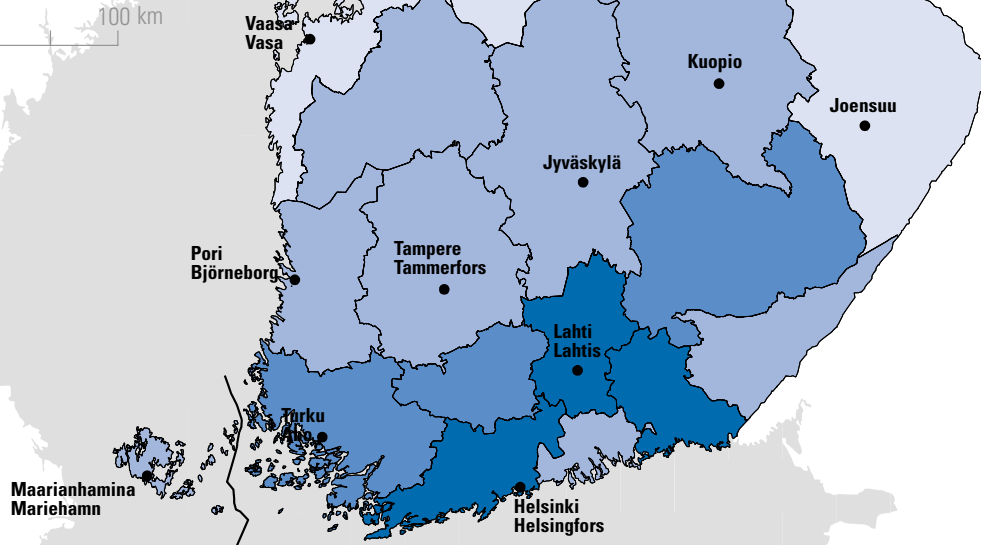 100 km
Vaasa
Vasa
Kuopio
Joensuu
Jyväskylä
Pori
Björneborg
Tampere
Tammerfors
Lahti
Lahtis
Turku
Åbo
Maarianhamina
Mariehamn
Helsinki
Helsingfors